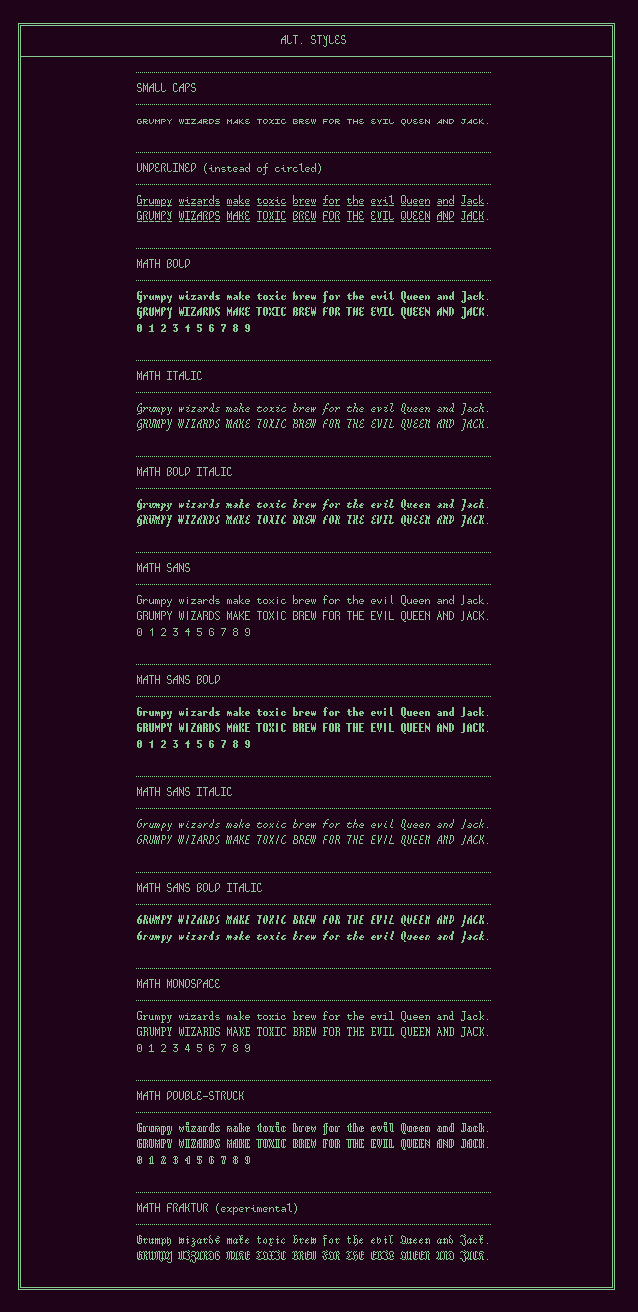 ALT. STYLES
SMALL CAPS
GRUMPY WIZARDS MAKE TOXIC BREW FOR THE EVIL QUEEN AND JACK.
UNDERLINED (instead of circled)
Grumpy wizards make toxic brew for the evil Queen and Jack.
GRUMPY WIZARDS MAKE TOXIC BREW FOR THE EVIL QUEEN AND JACK.
MATH BOLD
Grumpy wizards make toxic brew for the evil Queen and Jack.
GRUMPY WIZARDS MAKE TOXIC BREW FOR THE EVIL QUEEN AND JACK.
0 1 2 3 4 5 6 7 8 9
MATH ITALIC
Grumpy wizards make toxic brew for the evil Queen and Jack.
GRUMPY WIZARDS MAKE TOXIC BREW FOR THE EVIL QUEEN AND JACK.
MATH BOLD ITALIC
Grumpy wizards make toxic brew for the evil Queen and Jack.
GRUMPY WIZARDS MAKE TOXIC BREW FOR THE EVIL QUEEN AND JACK.
MATH SANS
Grumpy wizards make toxic brew for the evil Queen and Jack.
GRUMPY WIZARDS MAKE TOXIC BREW FOR THE EVIL QUEEN AND JACK.
0 1 2 3 4 5 6 7 8 9
MATH SANS BOLD
Grumpy wizards make toxic brew for the evil Queen and Jack.
GRUMPY WIZARDS MAKE TOXIC BREW FOR THE EVIL QUEEN AND JACK.
0 1 2 3 4 5 6 7 8 9
MATH SANS ITALIC
Grumpy wizards make toxic brew for the evil Queen and Jack.
GRUMPY WIZARDS MAKE TOXIC BREW FOR THE EVIL QUEEN AND JACK.
MATH SANS BOLD ITALIC
GRUMPY WIZARDS MAKE TOXIC BREW FOR THE EVIL QUEEN AND JACK.
Grumpy wizards make toxic brew for the evil Queen and Jack.
MATH MONOSPACE
Grumpy wizards make toxic brew for the evil Queen and Jack.
GRUMPY WIZARDS MAKE TOXIC BREW FOR THE EVIL QUEEN AND JACK.
0 1 2 3 4 5 6 7 8 9
MATH DOUBLE-STRUCK
Grumpy wizards make toxic brew for the evil Queen and Jack.
GRUMPY WIZARDS MAKE TOXIC BREW FOR THE EVIL QUEEN AND JACK.
0 1 2 3 4 5 6 7 8 9
MATH FRAKTUR (experimental)
Grumpy wizards make toxic brew for the evil Queen and Jack.
GRUMPY WIZARDS MAKE TOXIC BREW FOR THE EVIL QUEEN AND JACK.